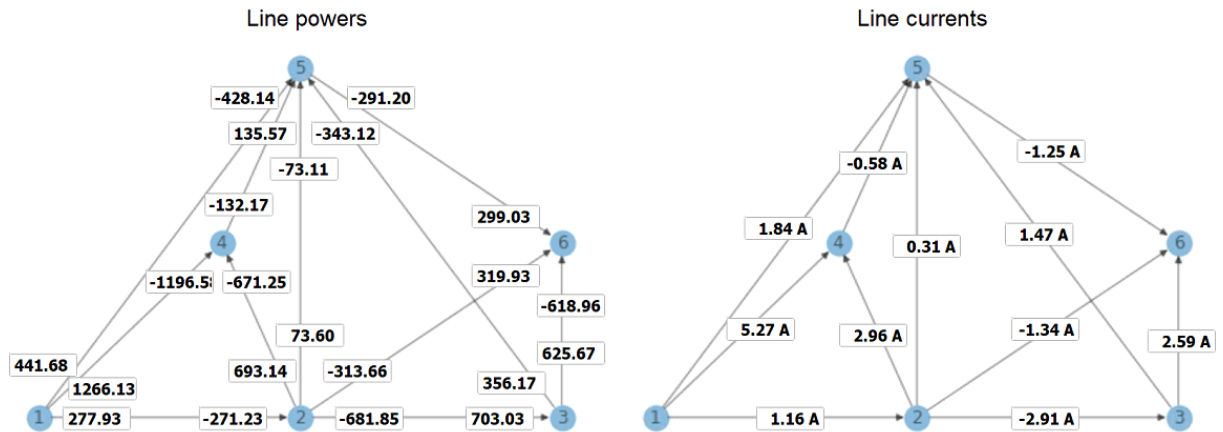 Line powers
Line currents
5
5
-428.14
-291.20
135.57
-343.12
-1.25 A
-0.58 A
-73.11
-132.17
299.03
1.84 A
1.47 A
4
6
4
0.31 A
6
-1196.5
-671.25
319.93
-618.96
5.27 A
2.96 A
-1.34 A
2.59 A
73.60
625.67
441.68
693.14
-313.66
356.17
1266.13
1
277.93
-271.23
2
-681.85
703.03
3
1
1.16 A
2
-2.91 A
3